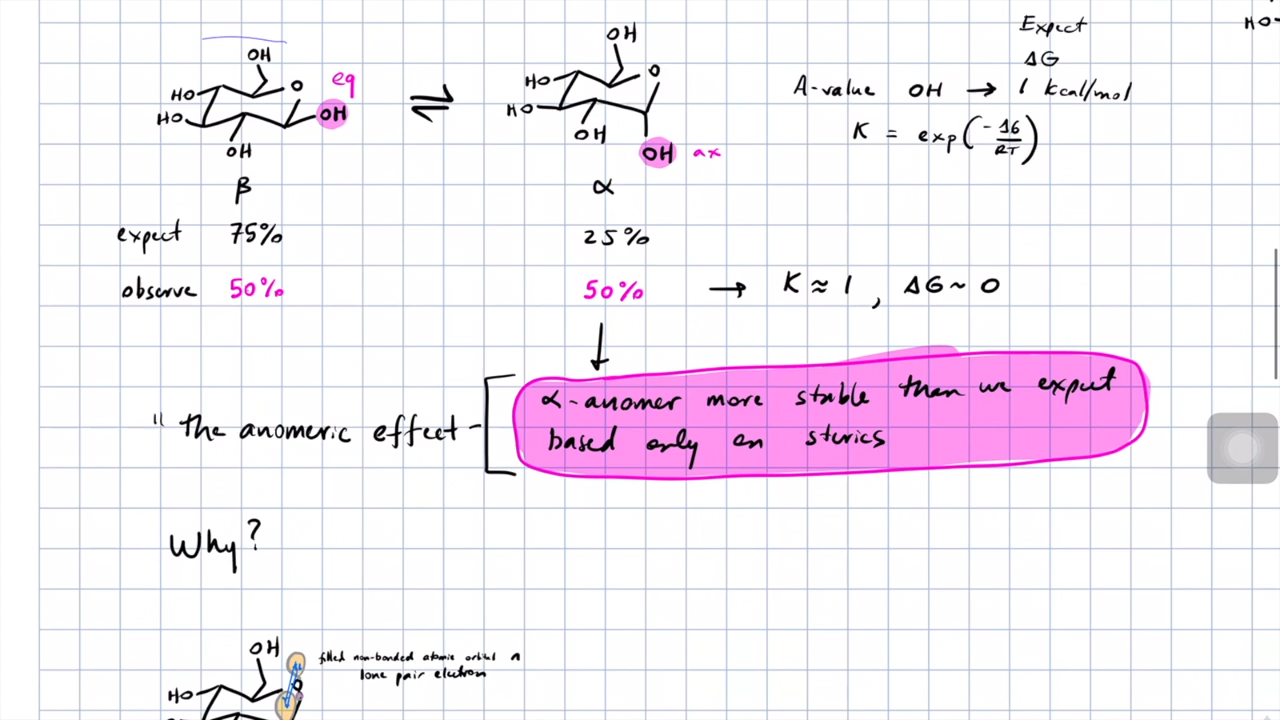 Expect
ΔG
A-value OH → 1 kcal/mol
K = exp(-ΔG/RT)
HO
OH
HO
HO
O
OH
OH
eq
⇌
OH
HO
HO
O
OH
OH
ax
β
α
expect 75% 25%
observe 50% 50% → K ≈ 1, ΔG ~ 0
"the anomeric effect -
α-anomer more stable than we expect
based only on sterics
Why?
OH
HO
O
filled non-bonded atomic orbital n
lone pair electron